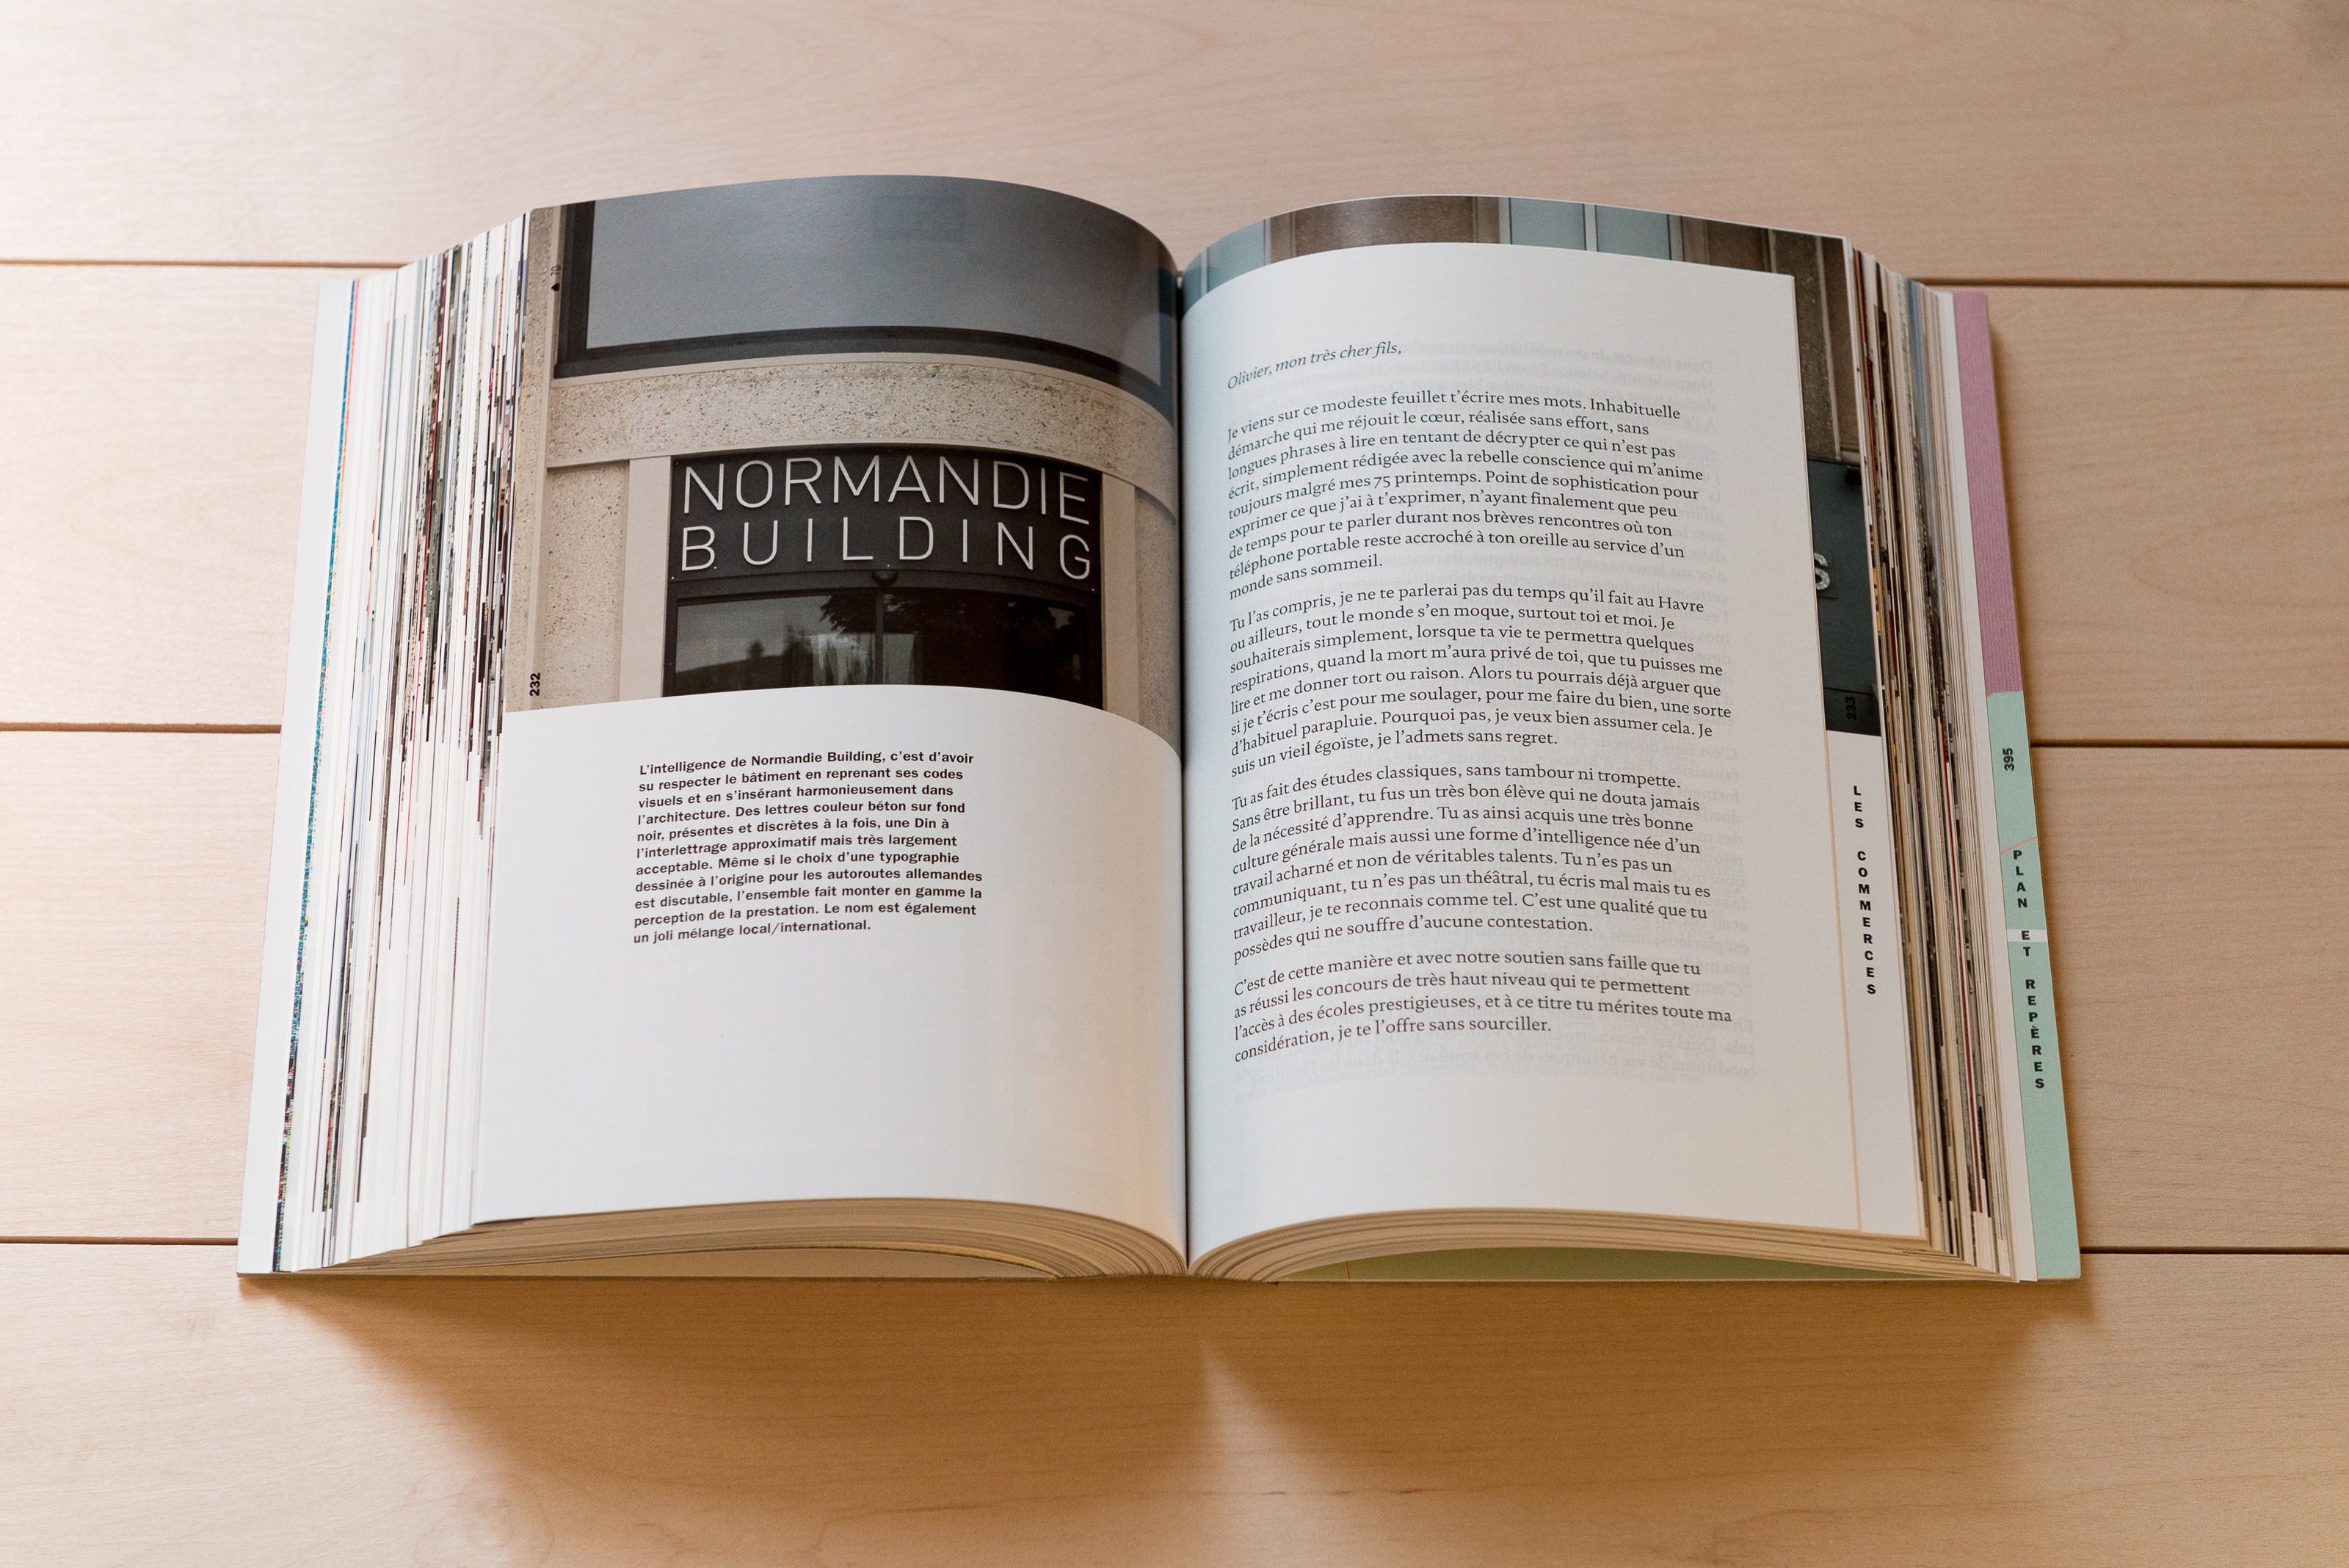 70
NORMANDIE
BUILDING
232
L'intelligence de Normandie Building, c'est d'avoir
su respecter le bâtiment en reprenant ses codes
visuels et en s'insérant harmonieusement dans
l'architecture. Des lettres couleur béton sur fond
noir, présentes et discrètes à la fois, une Din à
l'interlettrage approximatif mais très largement
acceptable. Même si le choix d'une typographie
dessinée à l'origine pour les autoroutes allemandes
est discutable, l'ensemble fait monter en gamme la
perception de la prestation. Le nom est également
un joli mélange local/international.
Olivier, mon très cher fils,
Je viens sur ce modeste feuillet t'écrire mes mots. Inhabituelle
démarche qui me réjouit le cœur, réalisée sans effort, sans
longues phrases à lire en tentant de décrypter ce qui n'est pas
écrit, simplement rédigée avec la rebelle conscience qui m'anime
toujours malgré mes 75 printemps. Point de sophistication pour
exprimer ce que j'ai à t'exprimer, n'ayant finalement que peu
de temps pour te parler durant nos brèves rencontres où ton
téléphone portable reste accroché à ton oreille au service d'un
monde sans sommeil.
Tu l'as compris, je ne te parlerai pas du temps qu'il fait au Havre
ou ailleurs, tout le monde s'en moque, surtout toi et moi. Je
souhaiterais simplement, lorsque ta vie te permettra quelques
respirations, quand la mort m'aura privé de toi, que tu puisses me
lire et me donner tort ou raison. Alors tu pourrais déjà arguer que
si je t'écris c'est pour me soulager, pour me faire du bien, une sorte
d'habituel parapluie. Pourquoi pas, je veux bien assumer cela. Je
suis un vieil égoïste, je l'admets sans regret.
Tu as fait des études classiques, sans tambour ni trompette.
Sans être brillant, tu fus un très bon élève qui ne douta jamais
de la nécessité d'apprendre. Tu as ainsi acquis une très bonne
culture générale mais aussi une forme d'intelligence née d'un
travail acharné et non de véritables talents. Tu n'es pas un
communiquant, tu n'es pas un théâtral, tu écris mal mais tu es
travailleur, je te reconnais comme tel. C'est une qualité que tu
possèdes qui ne souffre d'aucune contestation.
C'est de cette manière et avec notre soutien sans faille que tu
as réussi les concours de très haut niveau qui te permettent
l'accès à des écoles prestigieuses, et à ce titre tu mérites toute ma
considération, je te l'offre sans sourciller.
S
233
LES COMMERCES
395
PLAN ET REPÈRES